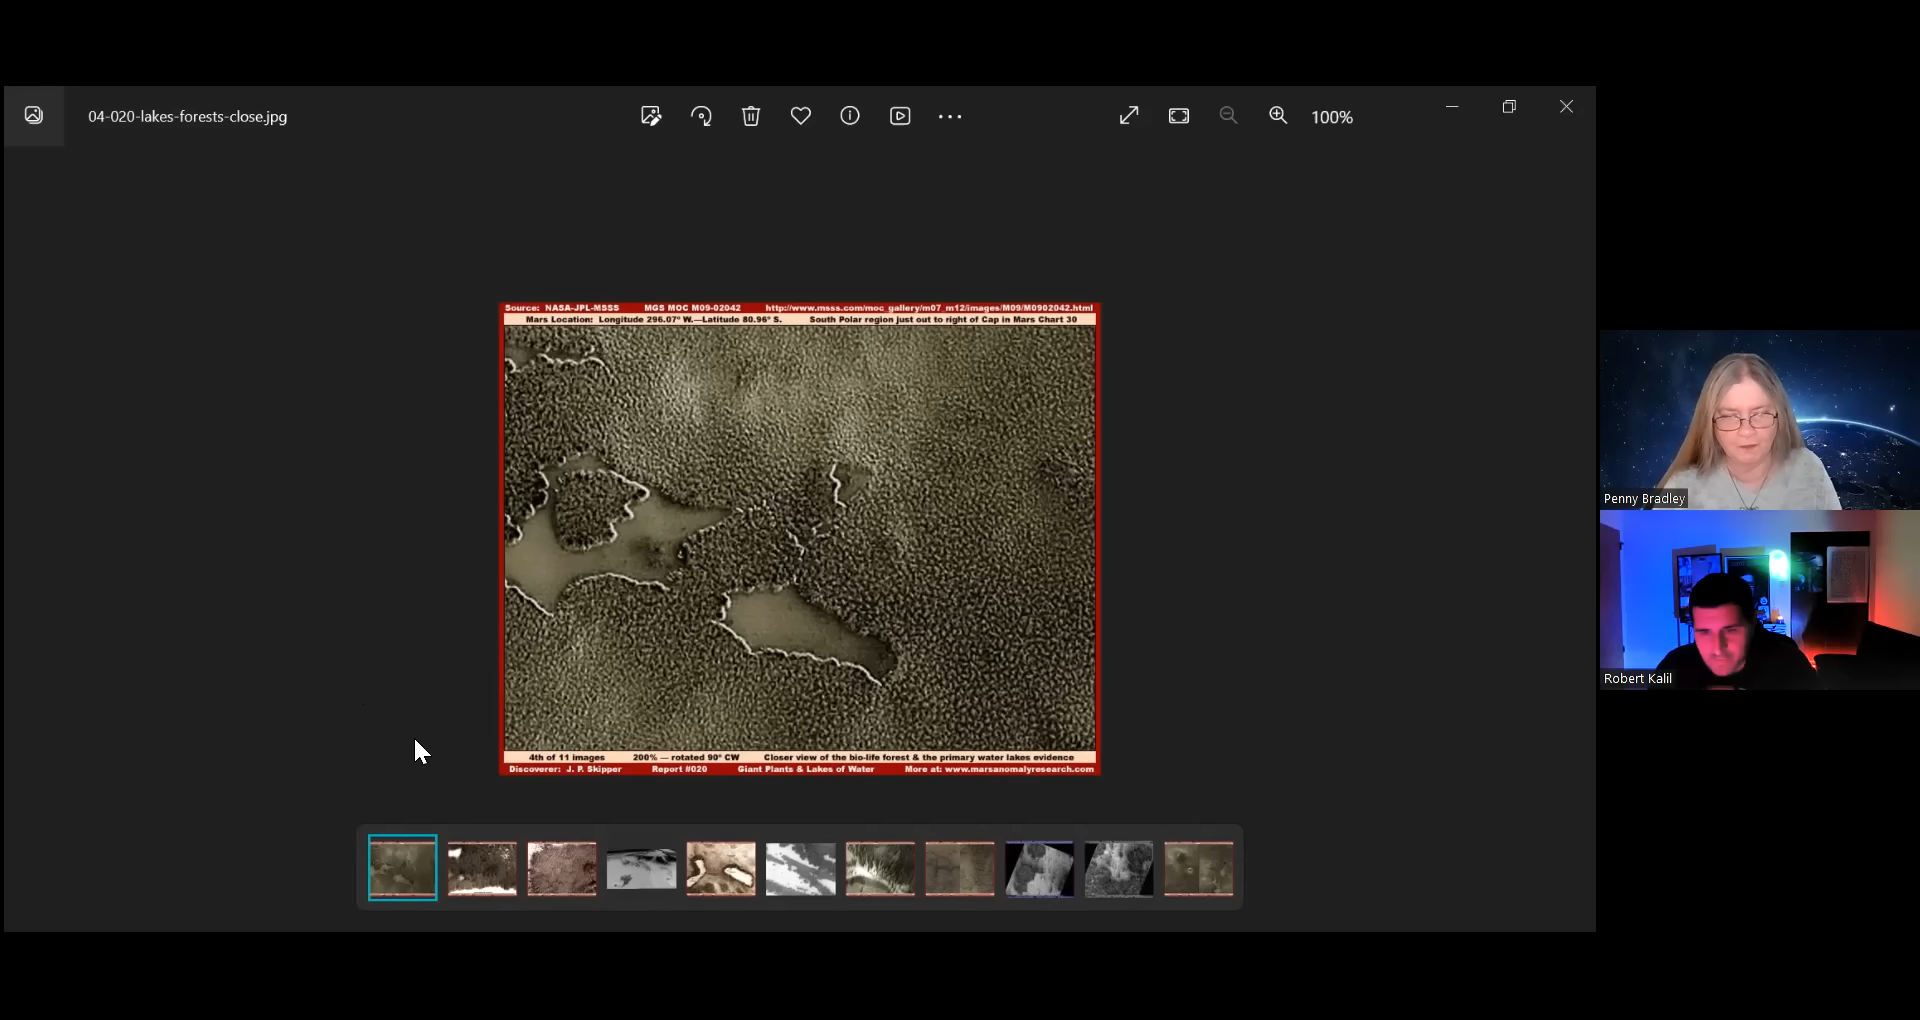 04-020-lakes-forests-close.jpg
100%
Source: NASA-JPL-MSSS MGS MOC M09-02042 http://www.msss.com/moc_gallery/m07_m12/images/M09/M0902042.html
Mars Location: Longitude 296.07° W.—Latitude 80.96° S. South Polar region just out to right of Cap in Mars Chart 30
4th of 11 images 200% — rotated 90° CW Closer view of the bio-life forest & the primary water lakes evidence
Discoverer: J. P. Skipper Report #020 Giant Plants & Lakes of Water More at: www.marsanomalyresearch.com
Penny Bradley
Robert Kalil